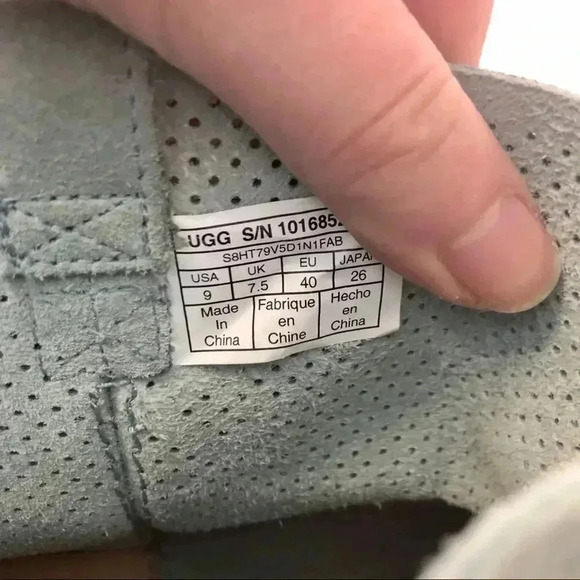 UGG S/N 101685
S8HT79V5D1N1FAB
USA UK EU JAPA
9 7.5 40 26
Made In China
Fabrique en Chine
Hecho en China